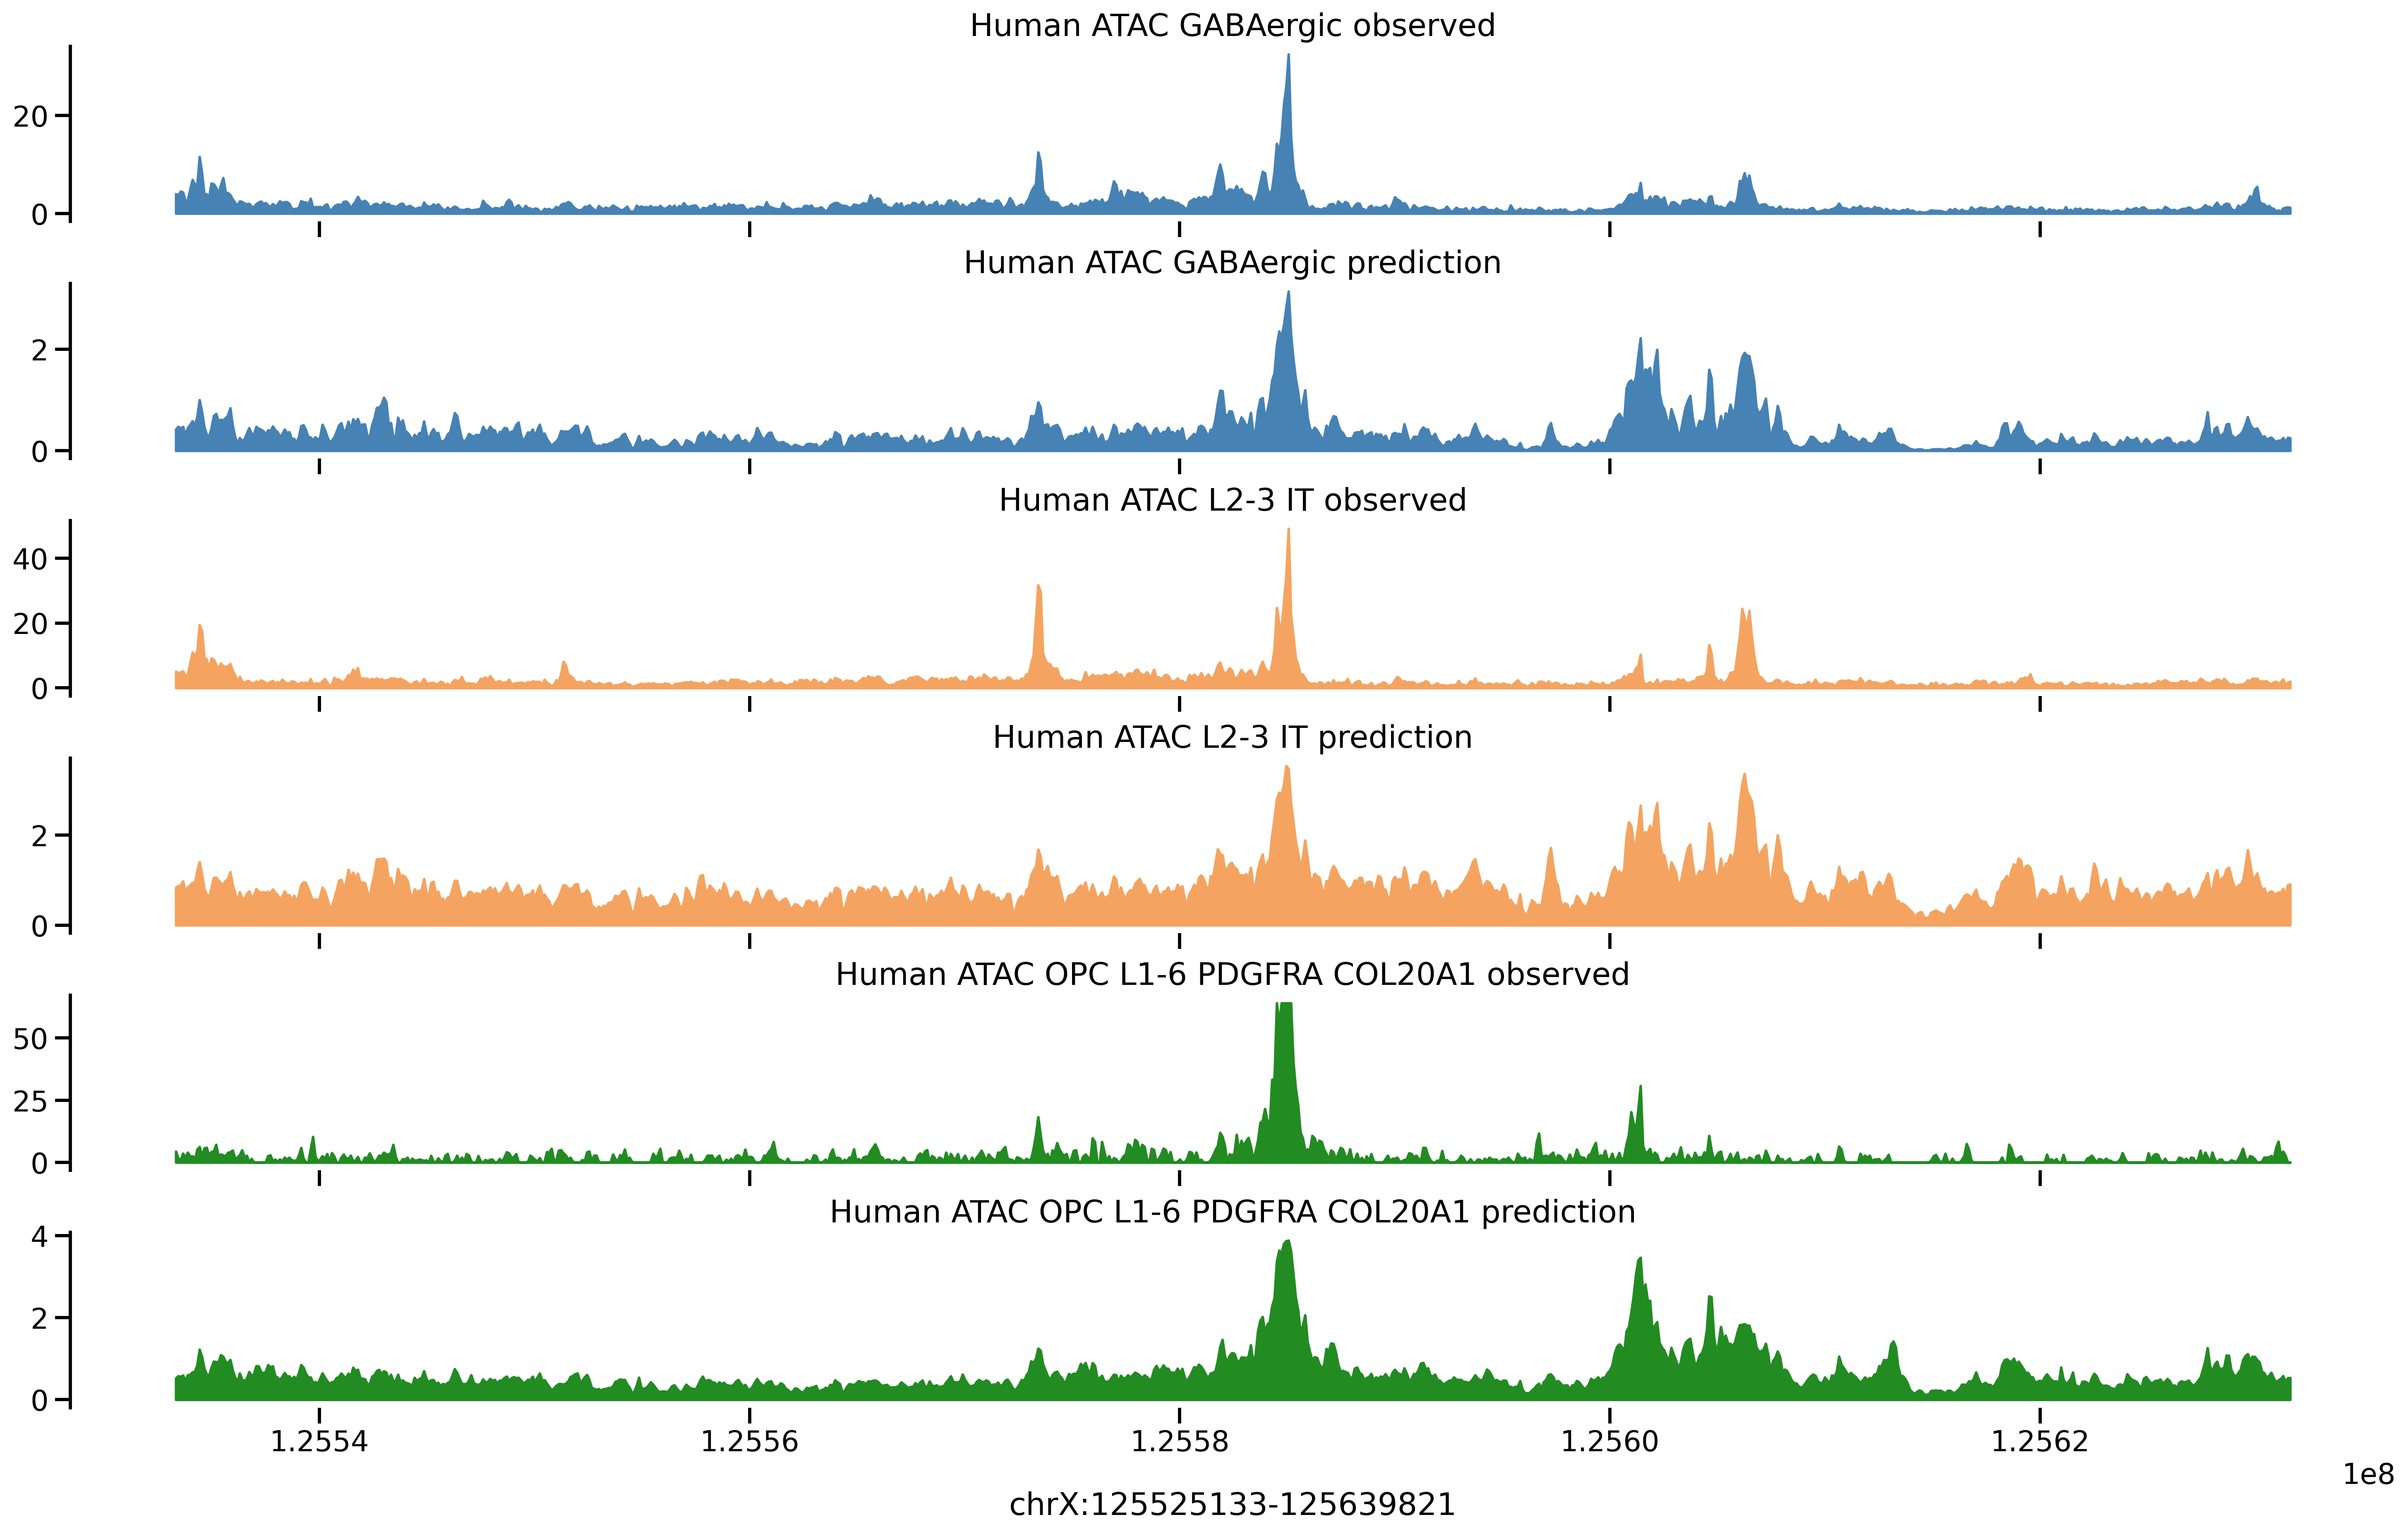 Human ATAC GABAergic observed
20
0
Human ATAC GABAergic prediction
2
0
Human ATAC L2-3 IT observed
40
20
0
Human ATAC L2-3 IT prediction
2
0
Human ATAC OPC L1-6 PDGFRA COL20A1 observed
50
25
0
Human ATAC OPC L1-6 PDGFRA COL20A1 prediction
4
2
0
1.2554 1.2556 1.2558 1.2560 1.2562
1e8
chrX:125525133-125639821